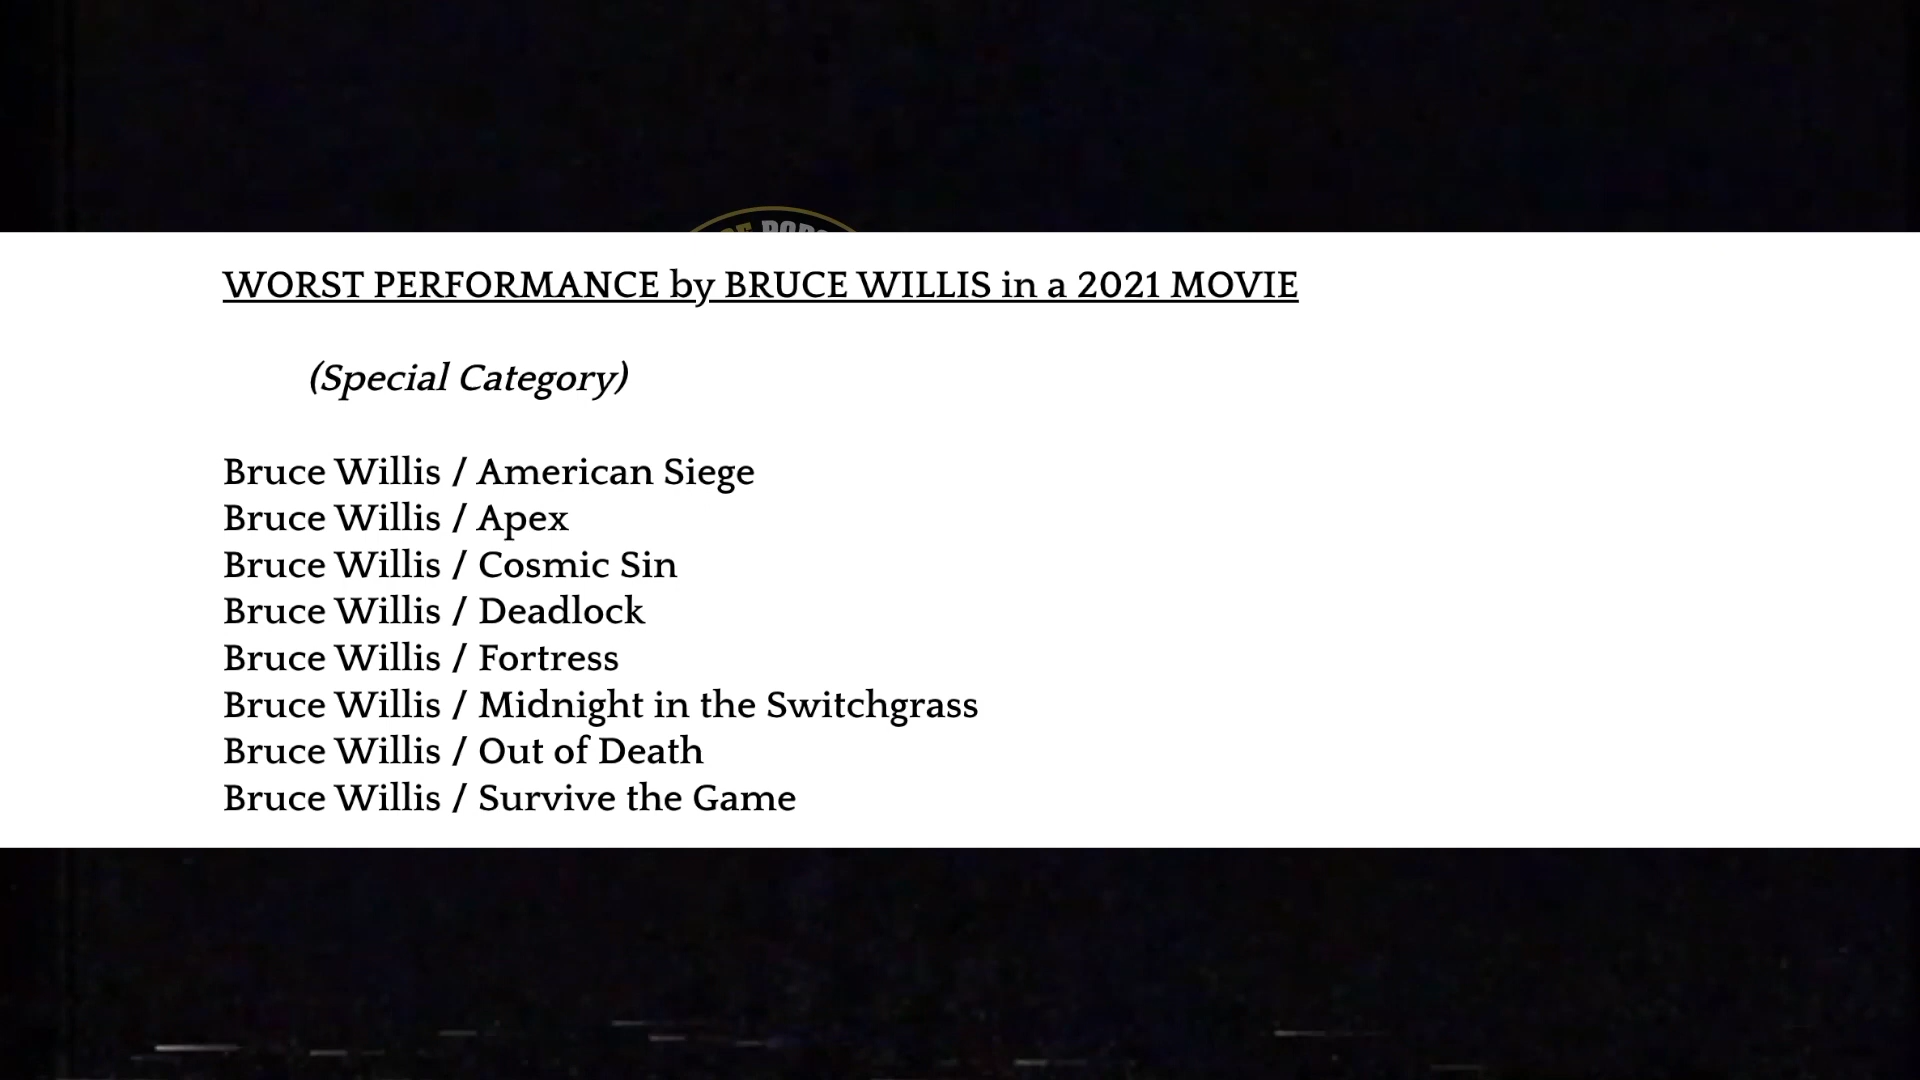 WORST PERFORMANCE by BRUCE WILLIS in a 2021 MOVIE
(Special Category)
Bruce Willis / American Siege
Bruce Willis / Apex
Bruce Willis / Cosmic Sin
Bruce Willis / Deadlock
Bruce Willis / Fortress
Bruce Willis / Midnight in the Switchgrass
Bruce Willis / Out of Death
Bruce Willis / Survive the Game